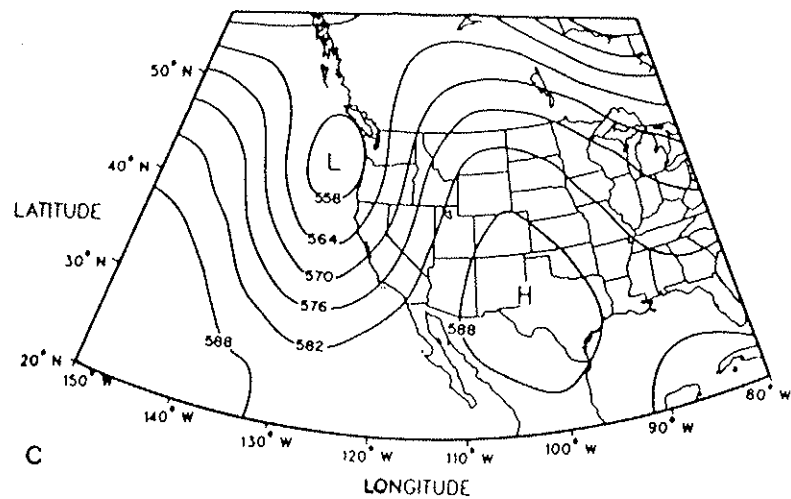 50° N
40° N
LATITUDE
30° N
20° N
150° W
140° W
130° W
120° W
110° W
100° W
90° W
80° W
LONGITUDE
L
558
564
570
576
582
588
H
588
C